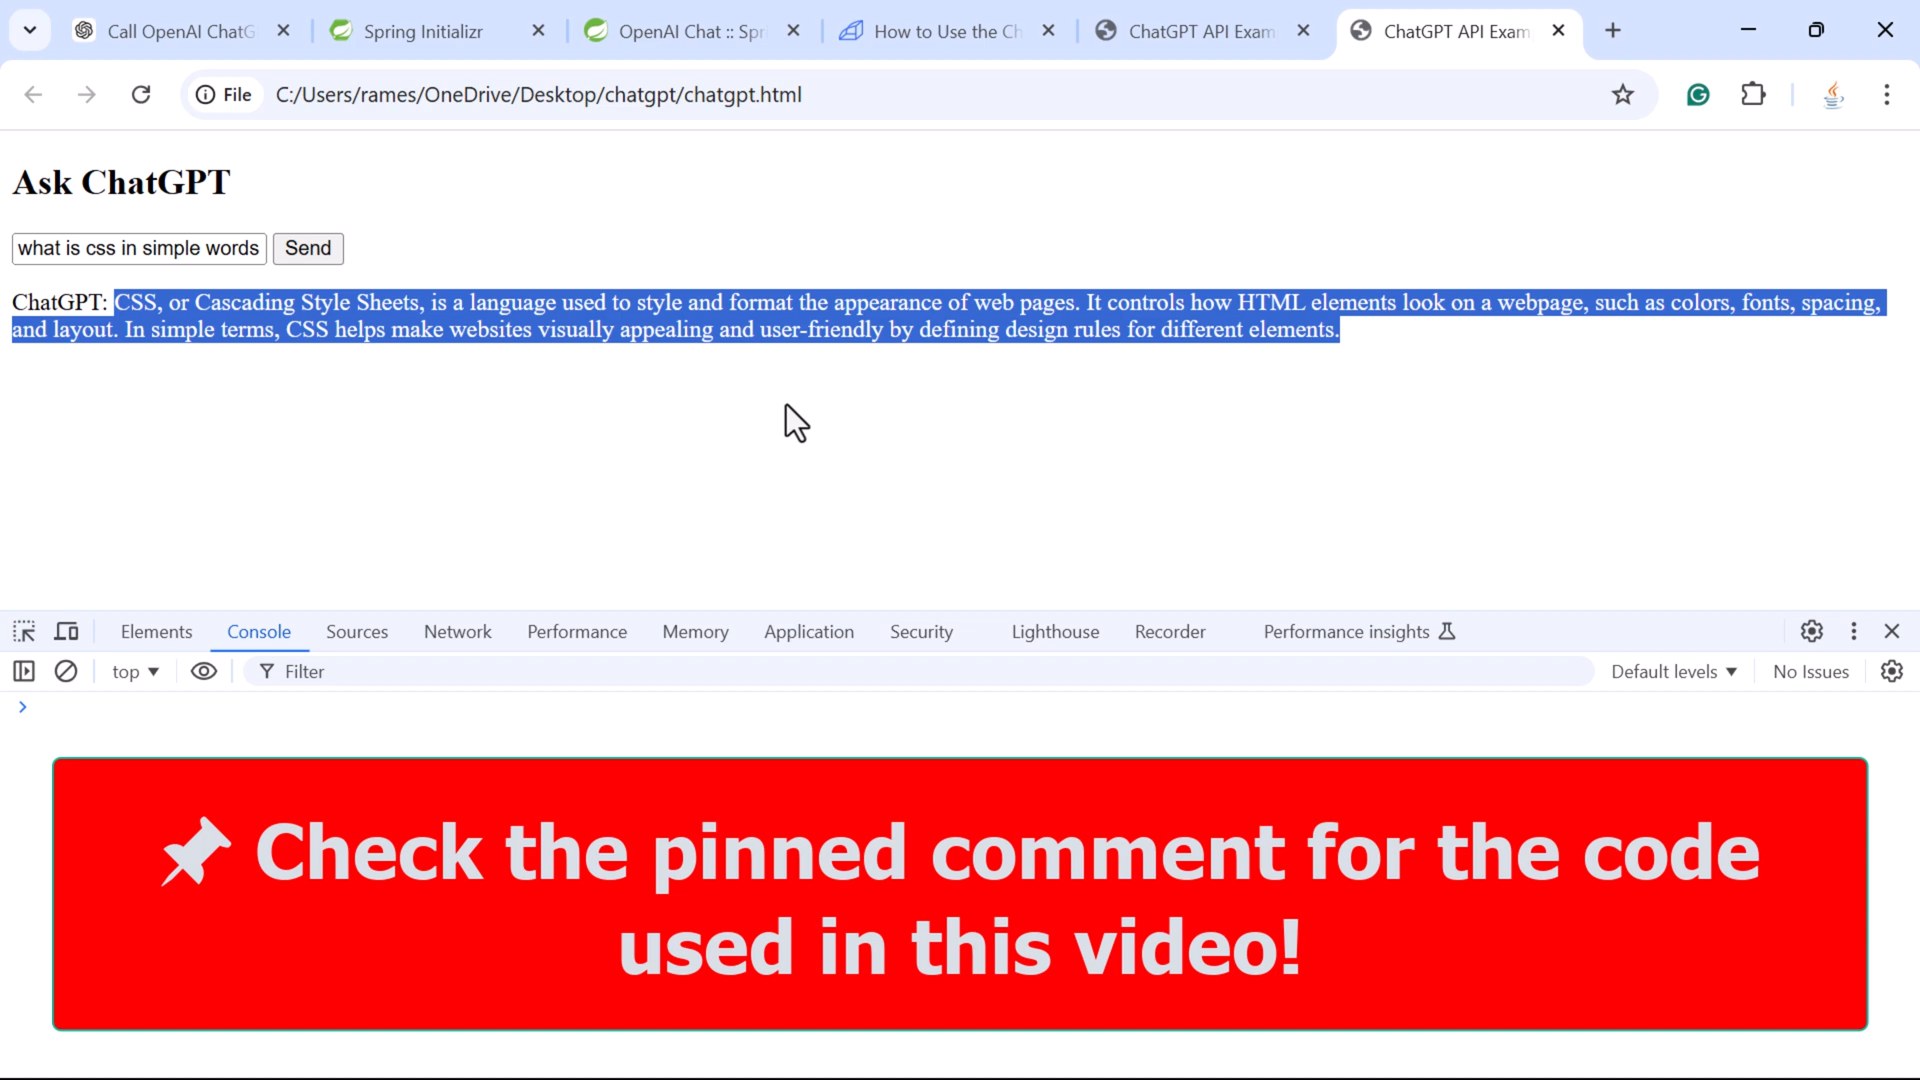 Call OpenAI ChatG
Spring Initializr
OpenAI Chat :: Spr
How to Use the Ch
ChatGPT API Exam
ChatGPT API Exam
File
C:/Users/rames/OneDrive/Desktop/chatgpt/chatgpt.html
Ask ChatGPT
what is css in simple words
Send
ChatGPT: CSS, or Cascading Style Sheets, is a language used to style and format the appearance of web pages. It controls how HTML elements look on a webpage, such as colors, fonts, spacing,
and layout. In simple terms, CSS helps make websites visually appealing and user-friendly by defining design rules for different elements.
Elements
Console
Sources
Network
Performance
Memory
Application
Security
Lighthouse
Recorder
Performance insights
top
Filter
Default levels
No Issues
Check the pinned comment for the code
used in this video!